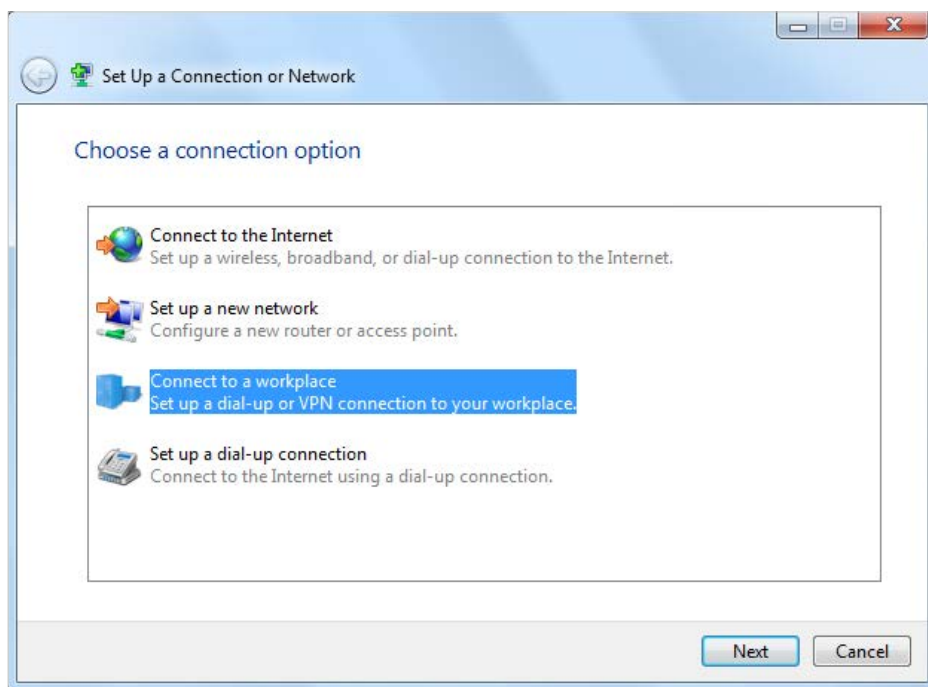 Set Up a Connection or Network
Choose a connection option
Connect to the Internet
Set up a wireless, broadband, or dial-up connection to the Internet.
Set up a new network
Configure a new router or access point.
Connect to a workplace
Set up a dial-up or VPN connection to your workplace.
Set up a dial-up connection
Connect to the Internet using a dial-up connection.
Next
Cancel